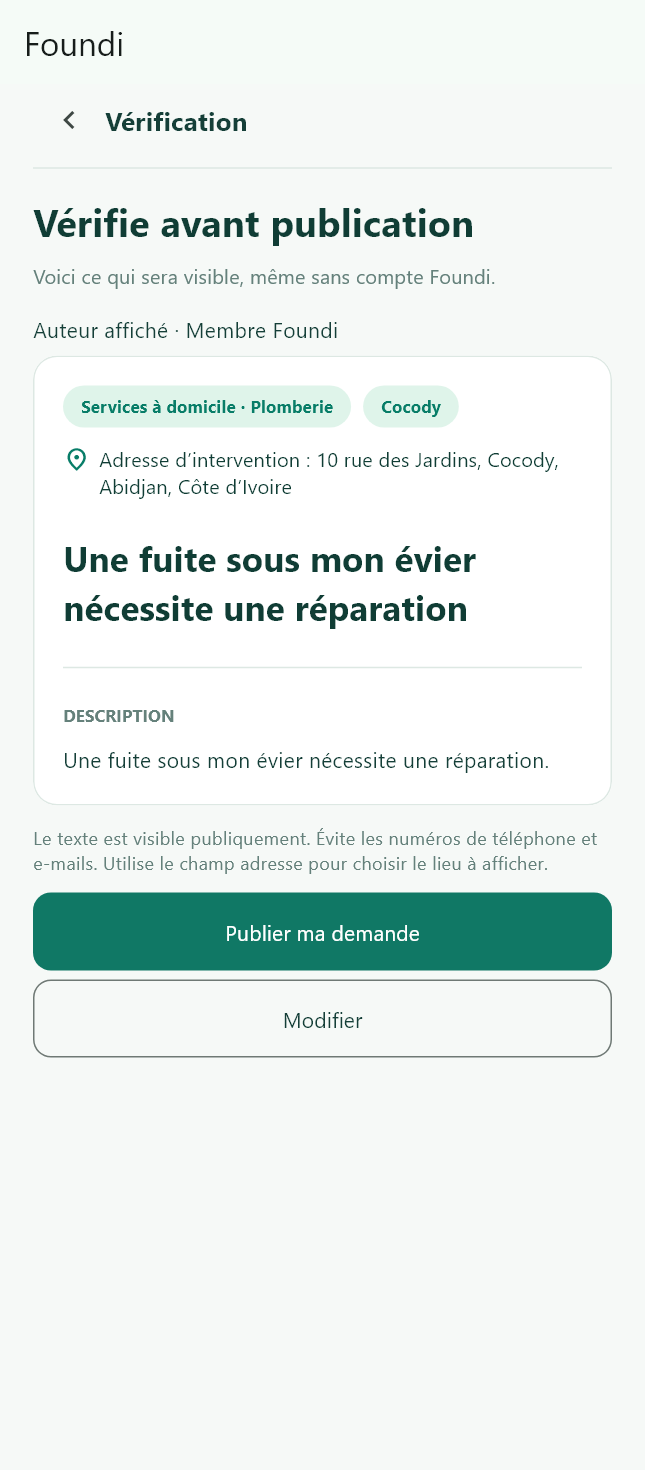 Foundi
Vérification
Vérifie avant publication
Voici ce qui sera visible, même sans compte Foundi.
Auteur affiché · Membre Foundi
Services à domicile · Plomberie
Cocody
Adresse d’intervention : 10 rue des Jardins, Cocody,
Abidjan, Côte d’Ivoire
Une fuite sous mon évier
nécessite une réparation
DESCRIPTION
Une fuite sous mon évier nécessite une réparation.
Le texte est visible publiquement. Évite les numéros de téléphone et
e-mails. Utilise le champ adresse pour choisir le lieu à afficher.
Publier ma demande
Modifier